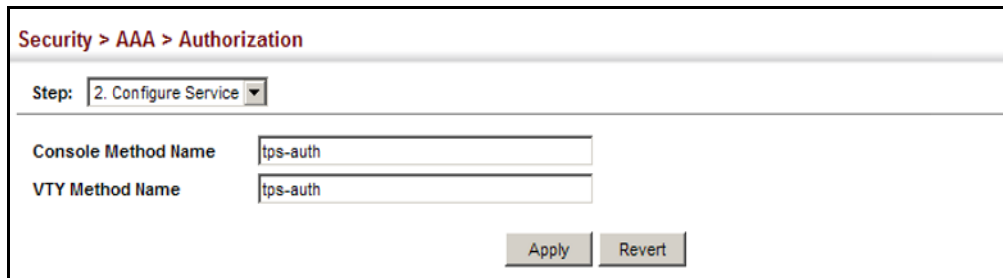 Security > AAA > Authorization
Step: 2. Configure Service
Console Method Name tps-auth
VTY Method Name tps-auth
Apply Revert